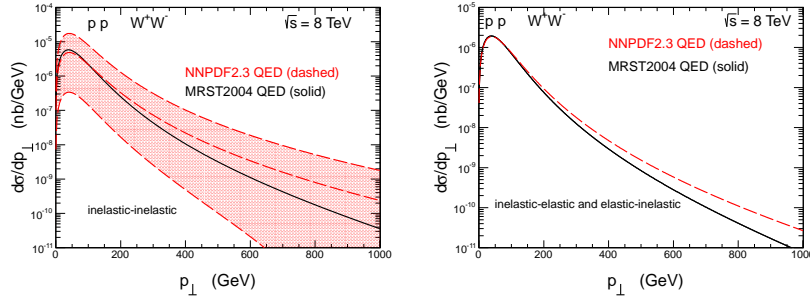 p p W⁺W⁻ √s = 8 TeV
NNPDF2.3 QED (dashed)
MRST2004 QED (solid)
inelastic-inelastic
dσ/dp⊥ (nb/GeV)
10⁻⁴
10⁻⁵
10⁻⁶
10⁻⁷
10⁻⁸
10⁻⁹
10⁻¹⁰
10⁻¹¹
0 200 400 600 800 1000
p⊥ (GeV)
p p W⁺W⁻ √s = 8 TeV
NNPDF2.3 QED (dashed)
MRST2004 QED (solid)
inelastic-elastic and elastic-inelastic
dσ/dp⊥ (nb/GeV)
10⁻⁵
10⁻⁶
10⁻⁷
10⁻⁸
10⁻⁹
10⁻¹⁰
10⁻¹¹
0 200 400 600 800 1000
p⊥ (GeV)